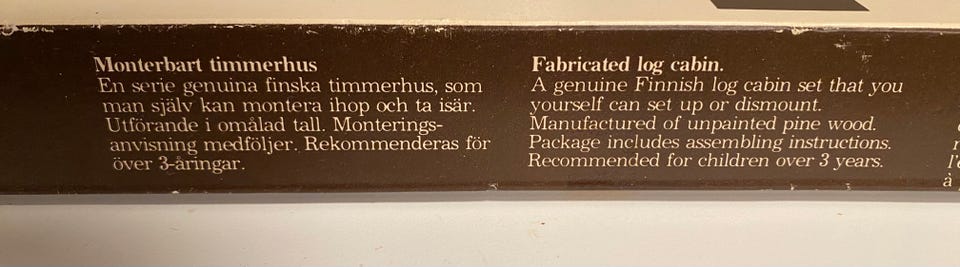 Monterbart timmerhus
En serie genuina finska timmerhus, som
man själv kan montera ihop och ta isär.
Utförande i omålad tall. Monterings-
anvisning medföljer. Rekommenderas för
över 3-åringar.
Fabricated log cabin.
A genuine Finnish log cabin set that you
yourself can set up or dismount.
Manufactured of unpainted pine wood.
Package includes assembling instructions.
Recommended for children over 3 years.
à